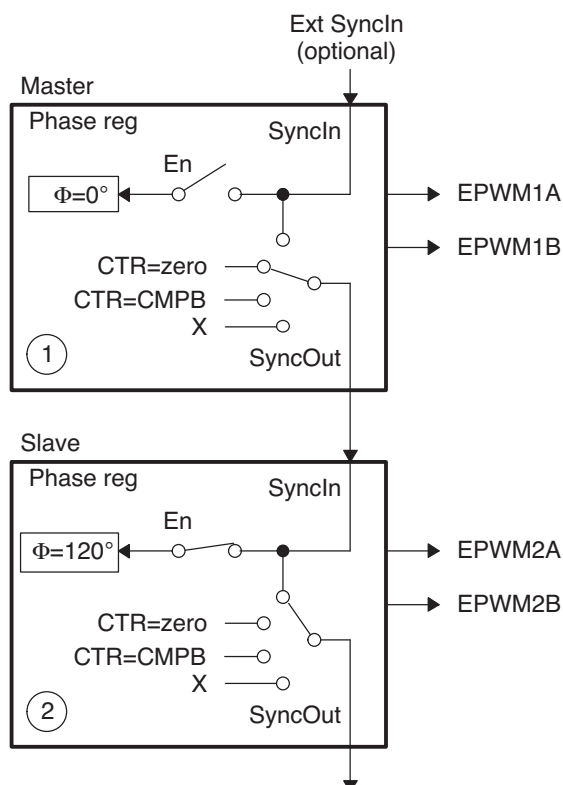 Ext SyncIn
(optional)
Master
Phase reg
SyncIn
En
Φ=0°
EPWM1A
EPWM1B
CTR=zero
CTR=CMPB
X
1
SyncOut
Slave
Phase reg
SyncIn
En
Φ=120°
EPWM2A
EPWM2B
CTR=zero
CTR=CMPB
X
2
SyncOut